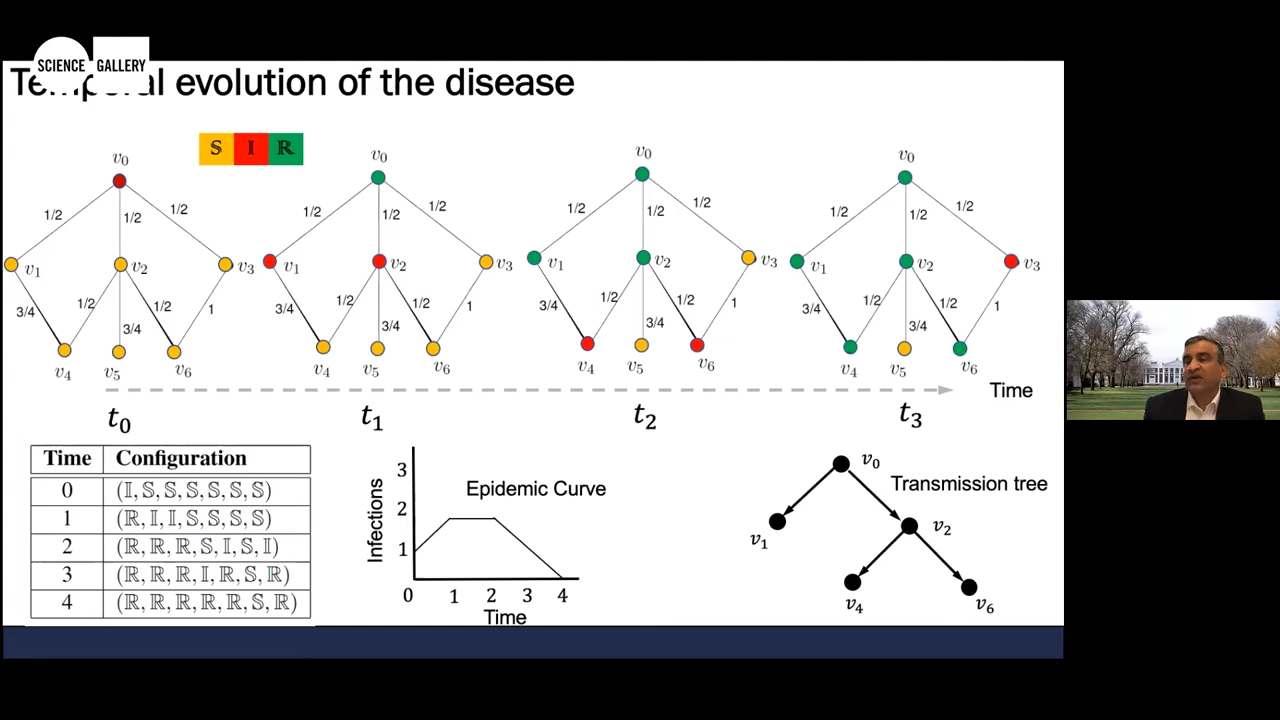 SCIENCE GALLERY
Temporal evolution of the disease
S I R
v0 v0 v0 v0
1/2 1/2 1/2 1/2 1/2 1/2 1/2 1/2 1/2 1/2 1/2 1/2
v1 v2 v3 v1 v2 v3 v1 v2 v3 v1 v2 v3
3/4 1/2 3/4 1/2 1 3/4 1/2 3/4 1/2 1 3/4 1/2 3/4 1/2 1 3/4 1/2 3/4 1/2 1
v4 v5 v6 v4 v5 v6 v4 v5 v6 v4 v5 v6
Time
t0 t1 t2 t3
Time Configuration
0 (I, S, S, S, S, S, S)
1 (R, I, I, S, S, S, S)
2 (R, R, R, S, I, S, I)
3 (R, R, R, I, R, S, R)
4 (R, R, R, R, R, S, R)
Epidemic Curve
Infections
3
2
1
0 1 2 3 4
Time
Transmission tree
v0
v1 v2
v4 v6